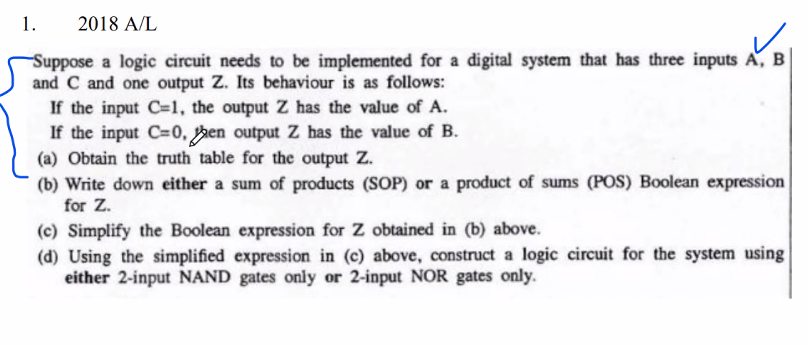 1. 2018 A/L
Suppose a logic circuit needs to be implemented for a digital system that has three inputs A, B
and C and one output Z. Its behaviour is as follows:
If the input C=1, the output Z has the value of A.
If the input C=0, then output Z has the value of B.
(a) Obtain the truth table for the output Z.
(b) Write down either a sum of products (SOP) or a product of sums (POS) Boolean expression
for Z.
(c) Simplify the Boolean expression for Z obtained in (b) above.
(d) Using the simplified expression in (c) above, construct a logic circuit for the system using
either 2-input NAND gates only or 2-input NOR gates only.